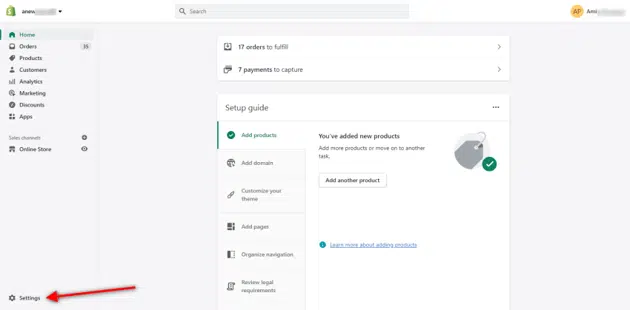 anew
Search
AP
Ami
Home
Orders
15
Products
Customers
Analytics
Marketing
Discounts
Apps
Sales channels
Online Store
Settings
17 orders to fulfill
7 payments to capture
Setup guide
Add products
Add domain
Customize your
theme
Add pages
Organize navigation
Review legal
requirements
You've added new products
Add more products or move on to another
task.
Add another product
Learn more about adding products